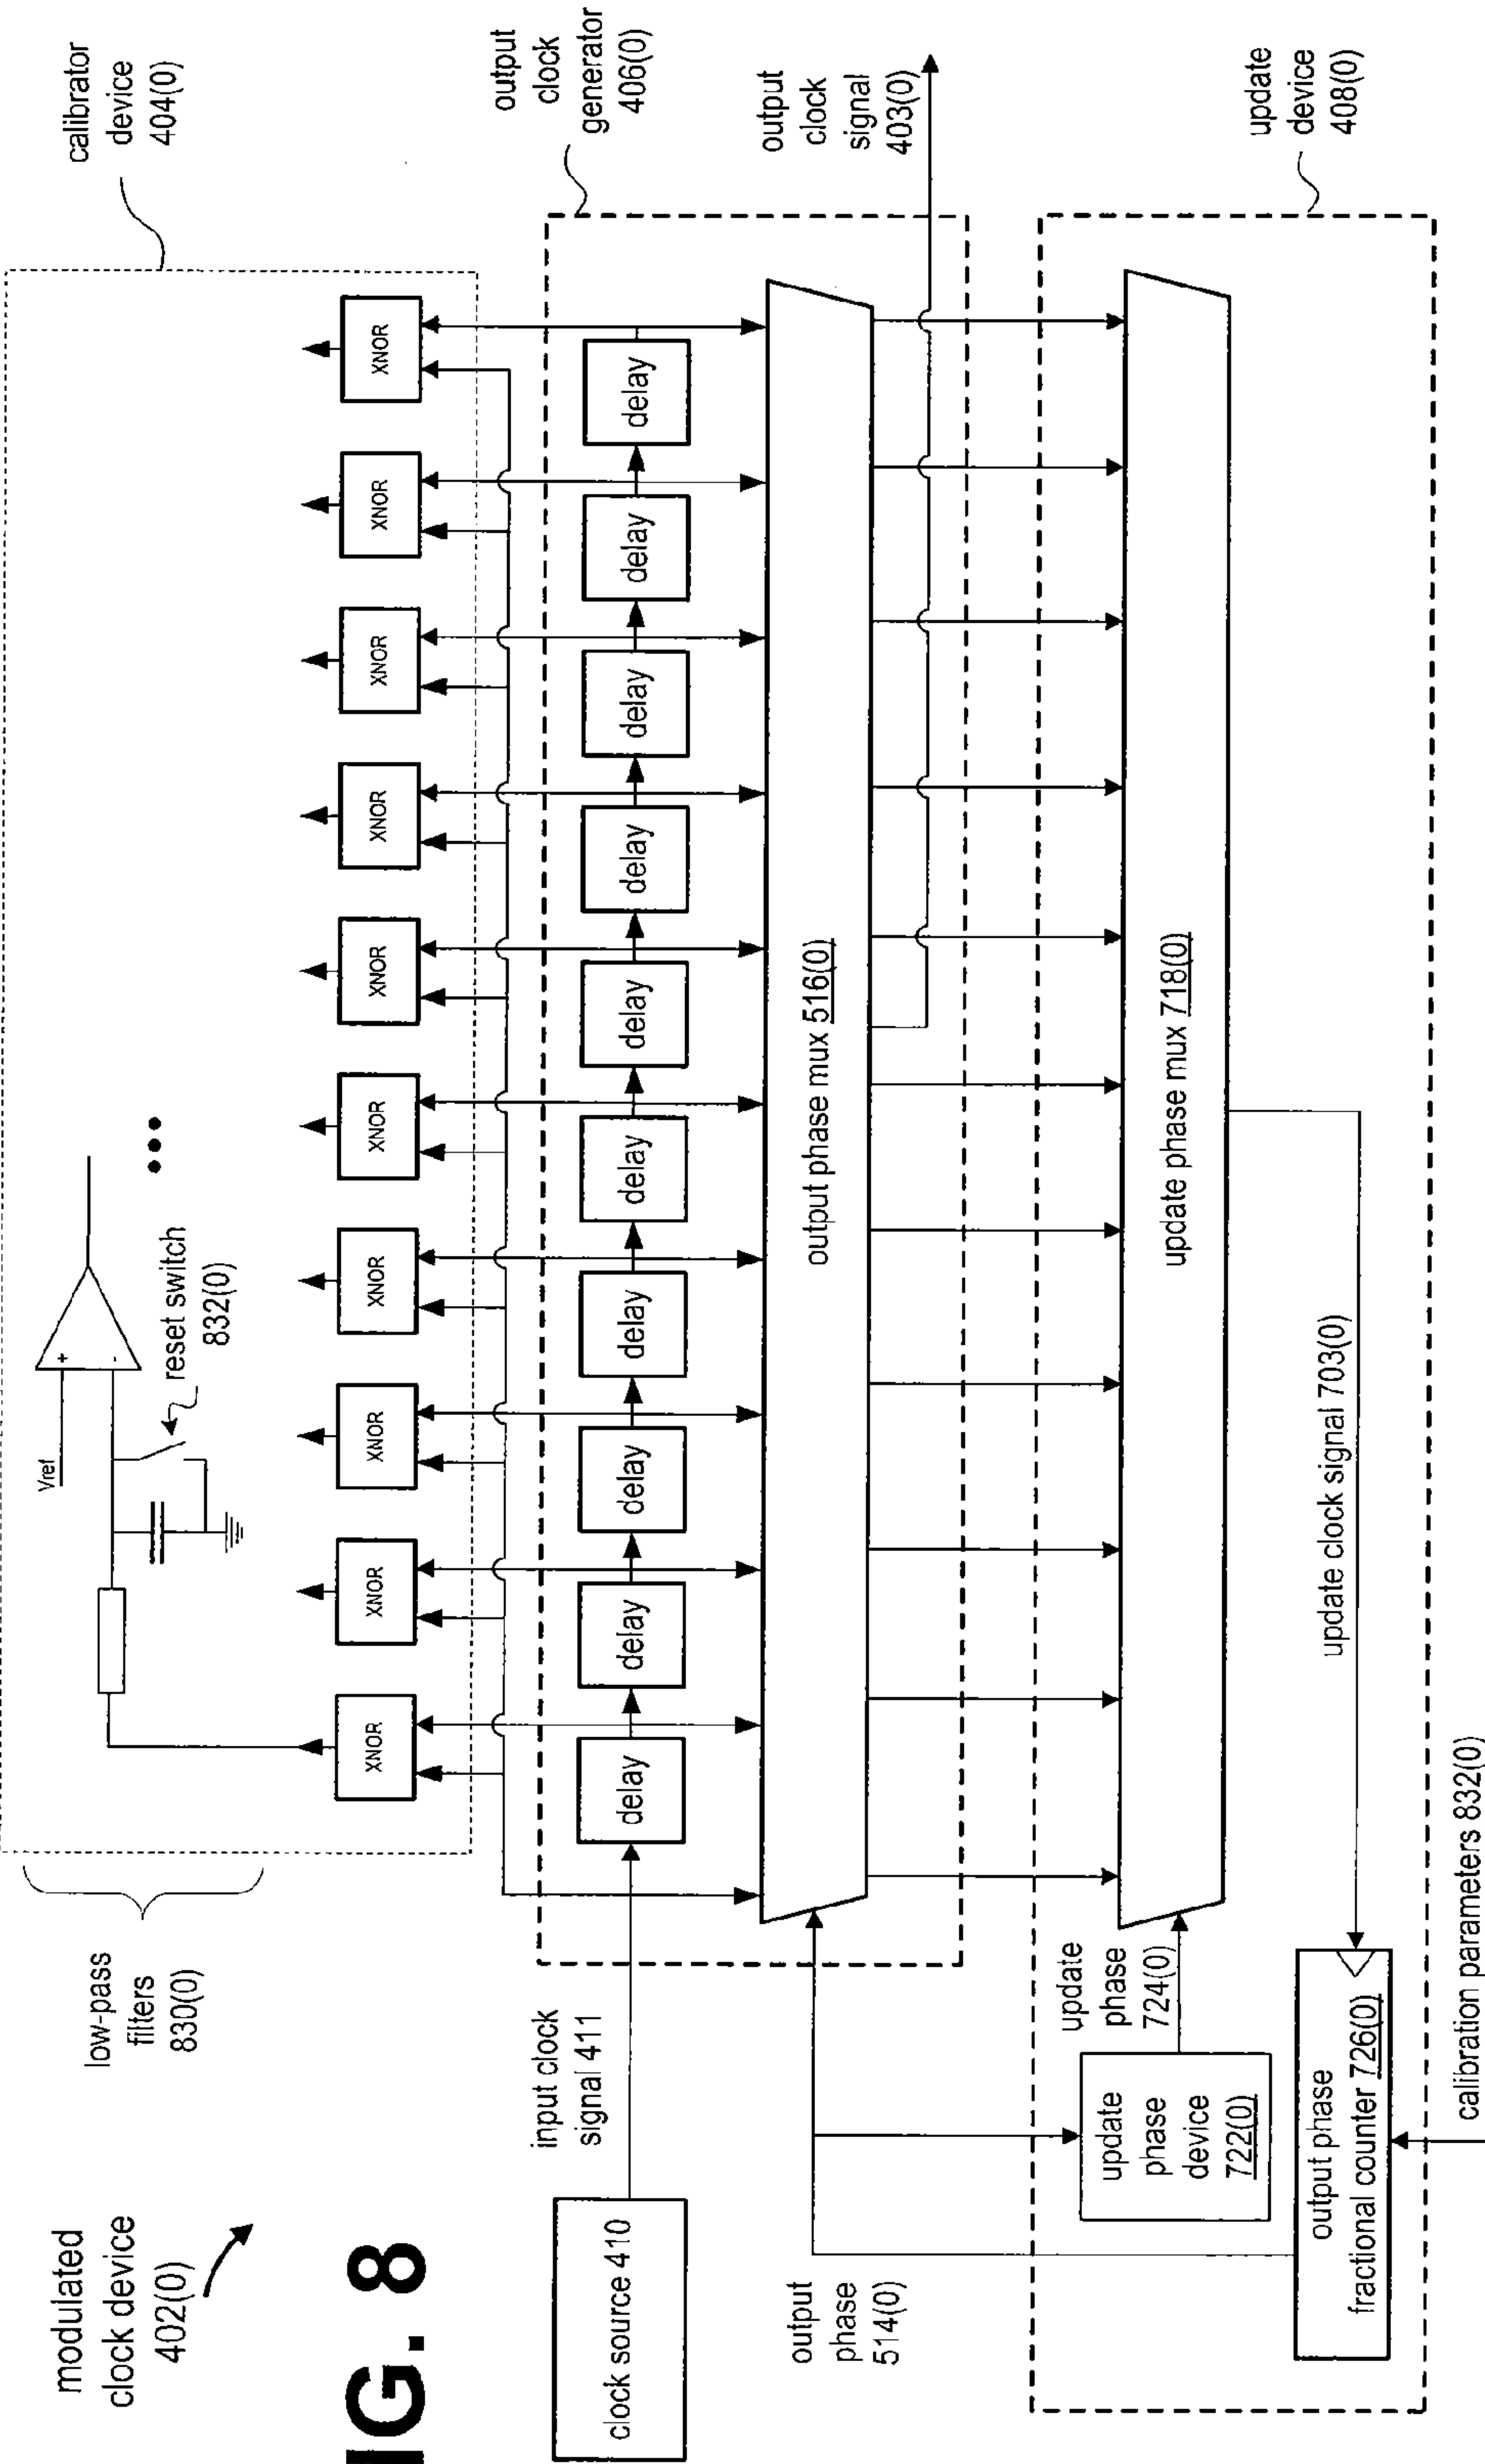 modulated
clock device
402(0)
IG. 8
low-pass
filters
830(0)
calibrator
device
404(0)
Vref
+
-
reset switch
832(0)
•••
XNOR
XNOR
XNOR
XNOR
XNOR
XNOR
XNOR
XNOR
XNOR
XNOR
output
clock
generator
406(0)
clock source 410
input clock
signal 411
delay
delay
delay
delay
delay
delay
delay
delay
delay
delay
output phase mux 516(0)
output
clock
signal
403(0)
output
phase
514(0)
update
device
408(0)
update
phase
device
722(0)
update
phase
724(0)
update phase mux 718(0)
update clock signal 703(0)
output phase
fractional counter 726(0)
calibration parameters 832(0)